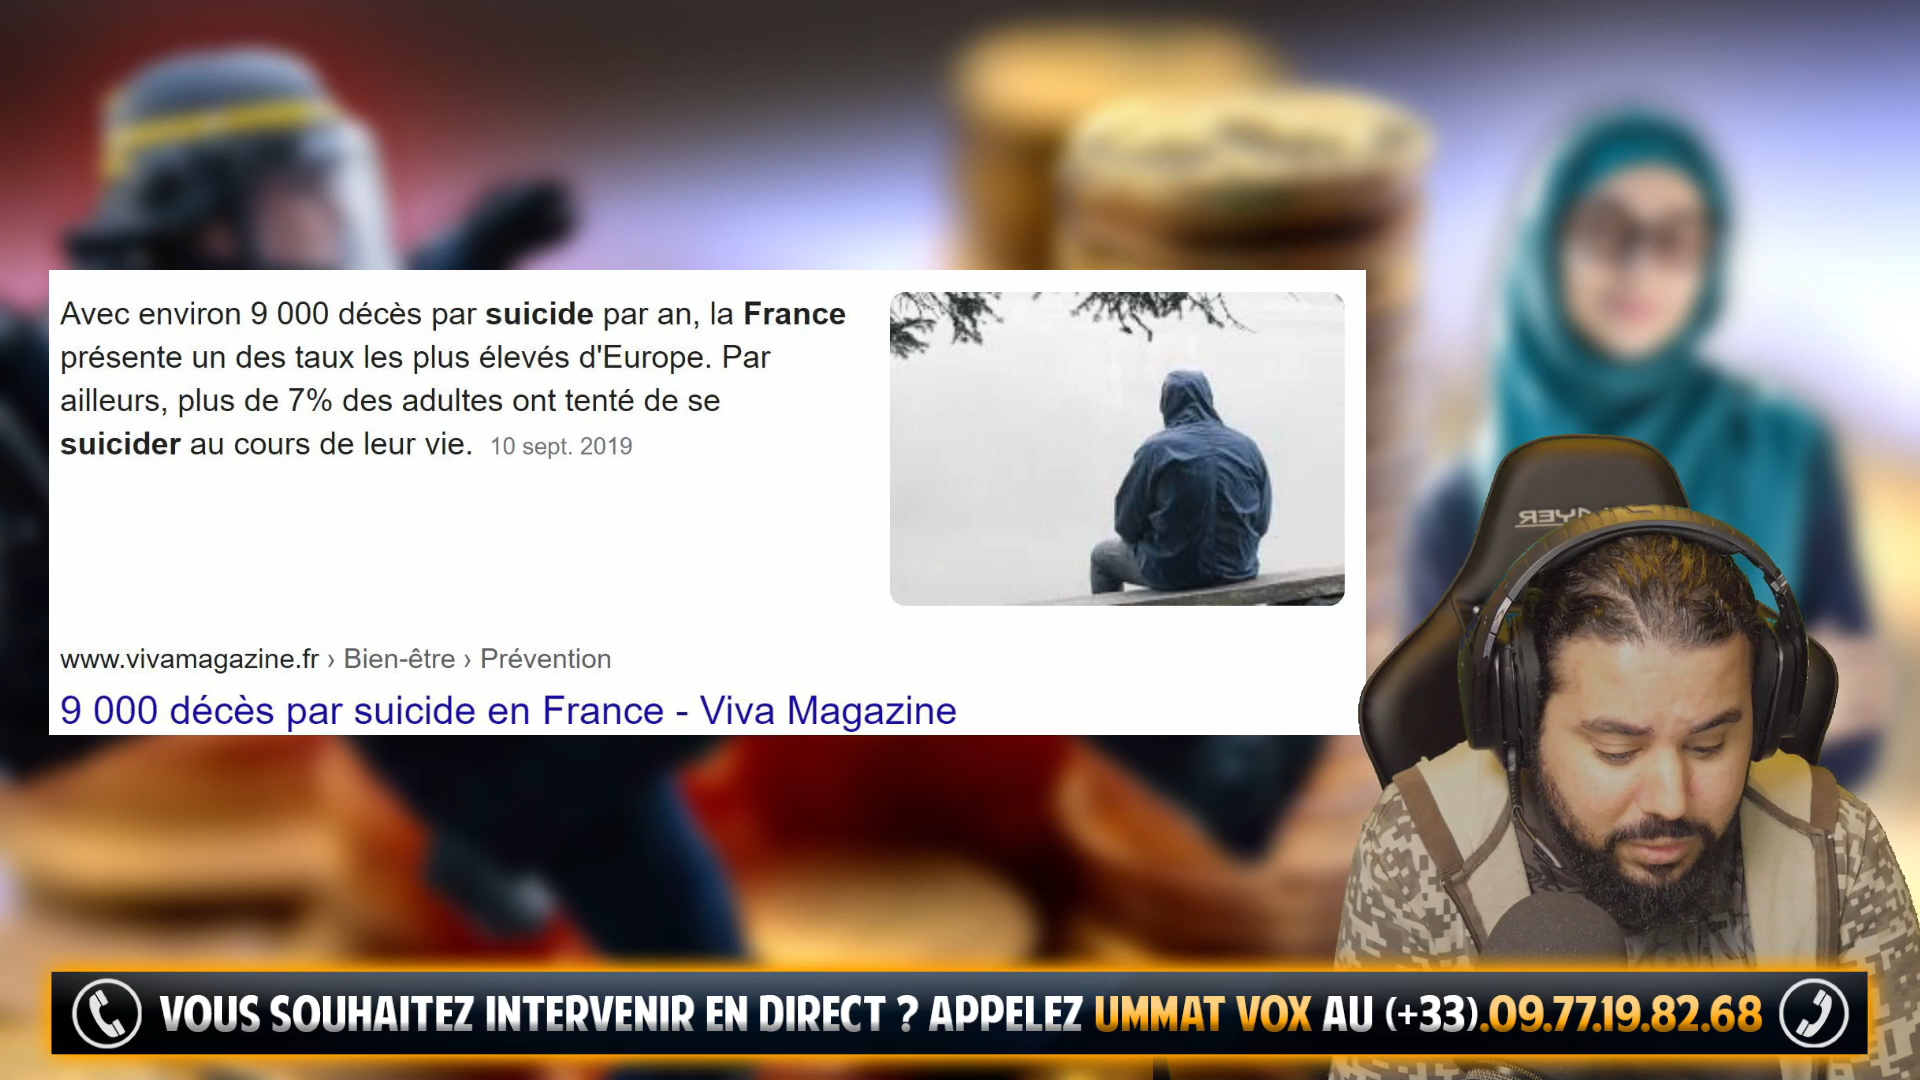 Avec environ 9 000 décès par suicide par an, la France
présente un des taux les plus élevés d'Europe. Par
ailleurs, plus de 7% des adultes ont tenté de se
suicider au cours de leur vie. 10 sept. 2019
www.vivamagazine.fr › Bien-être › Prévention
9 000 décès par suicide en France - Viva Magazine
VOUS SOUHAITEZ INTERVENIR EN DIRECT ? APPELEZ UMMAT VOX AU (+33).09.77.19.82.68